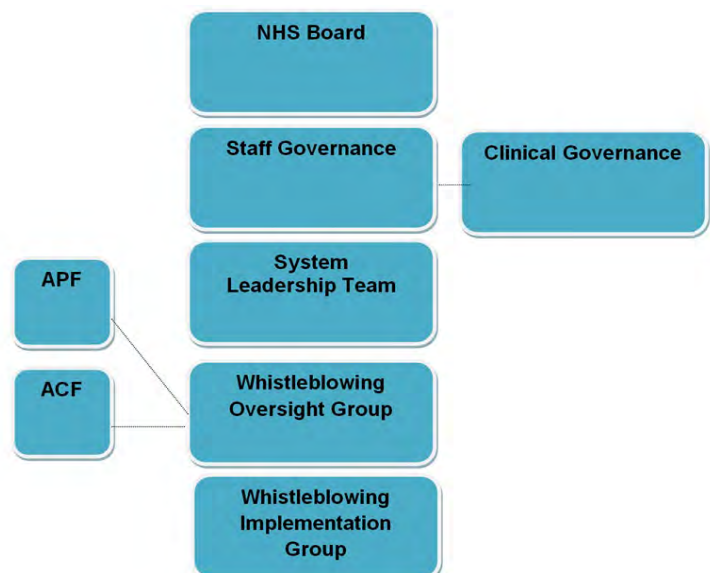 NHS Board
Staff Governance
Clinical Governance
System
Leadership Team
APF
Whistleblowing
Oversight Group
ACF
Whistleblowing
Implementation
Group